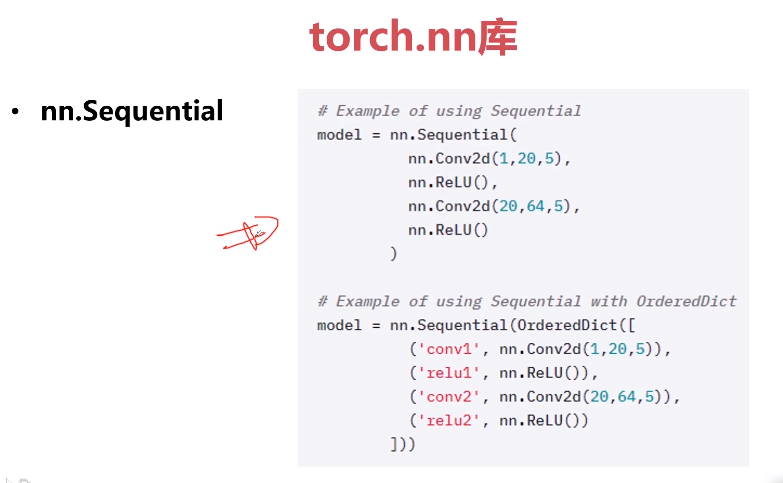 torch.nn库
• nn.Sequential
# Example of using Sequential
model = nn.Sequential(
nn.Conv2d(1,20,5),
nn.ReLU(),
nn.Conv2d(20,64,5),
nn.ReLU()
)
# Example of using Sequential with OrderedDict
model = nn.Sequential(OrderedDict([
('conv1', nn.Conv2d(1,20,5)),
('relu1', nn.ReLU()),
('conv2', nn.Conv2d(20,64,5)),
('relu2', nn.ReLU())
]))